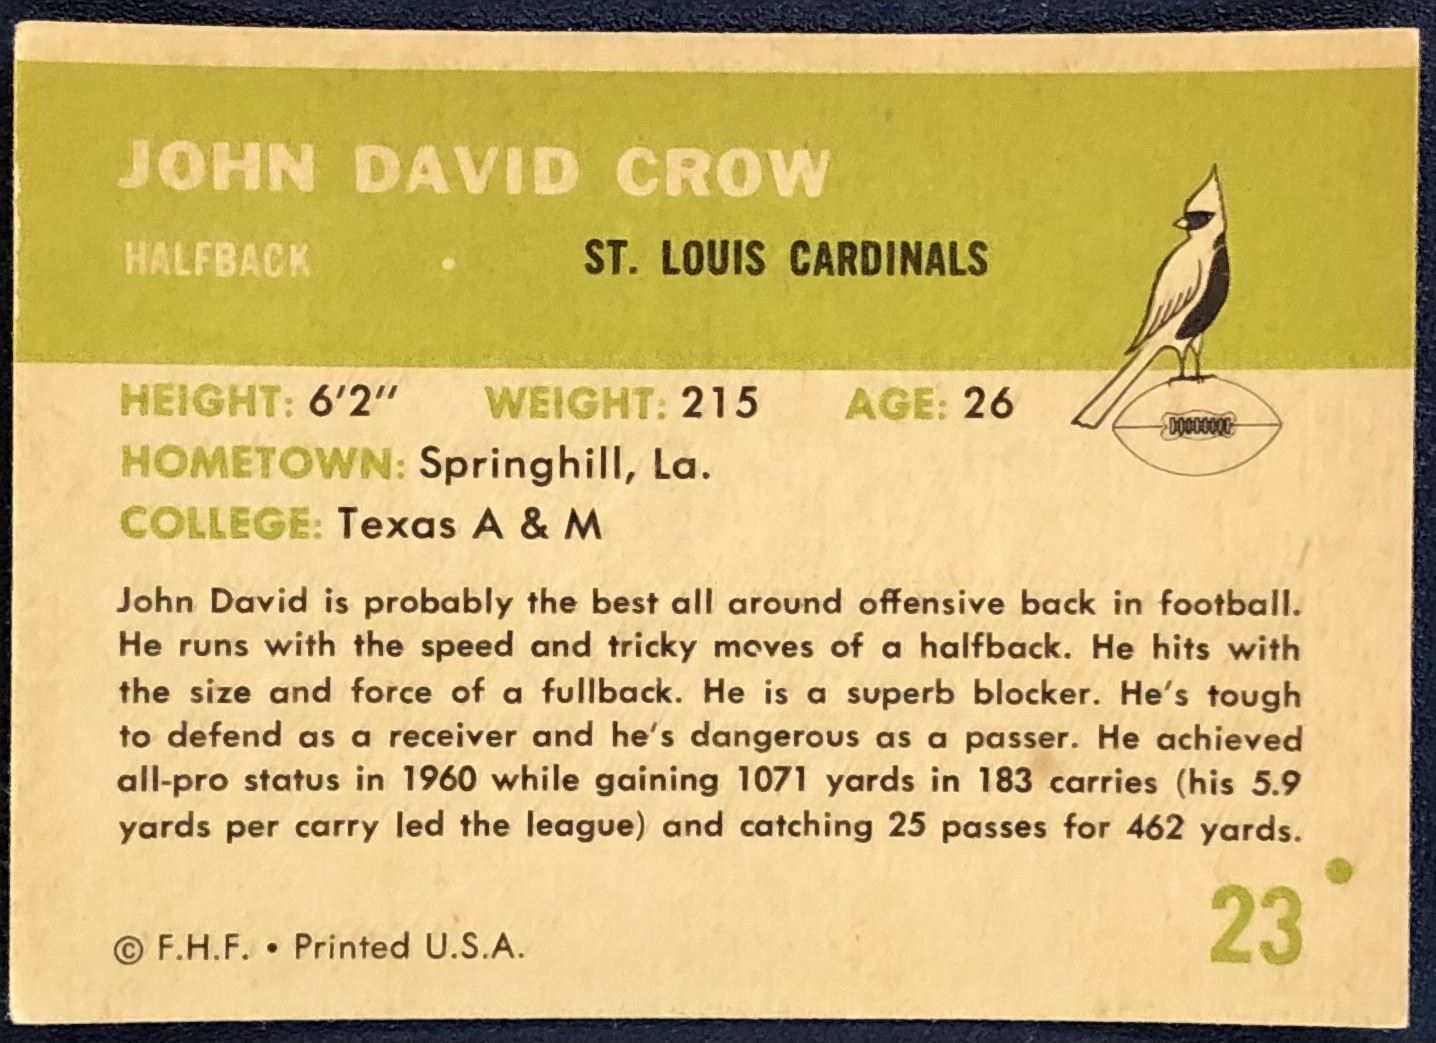 JOHN DAVID CROW
HALFBACK • ST. LOUIS CARDINALS
HEIGHT: 6'2" WEIGHT: 215 AGE: 26
HOMETOWN: Springhill, La.
COLLEGE: Texas A & M
John David is probably the best all around offensive back in football.
He runs with the speed and tricky moves of a halfback. He hits with
the size and force of a fullback. He is a superb blocker. He's tough
to defend as a receiver and he's dangerous as a passer. He achieved
all-pro status in 1960 while gaining 1071 yards in 183 carries (his 5.9
yards per carry led the league) and catching 25 passes for 462 yards.
23
© F.H.F. • Printed U.S.A.